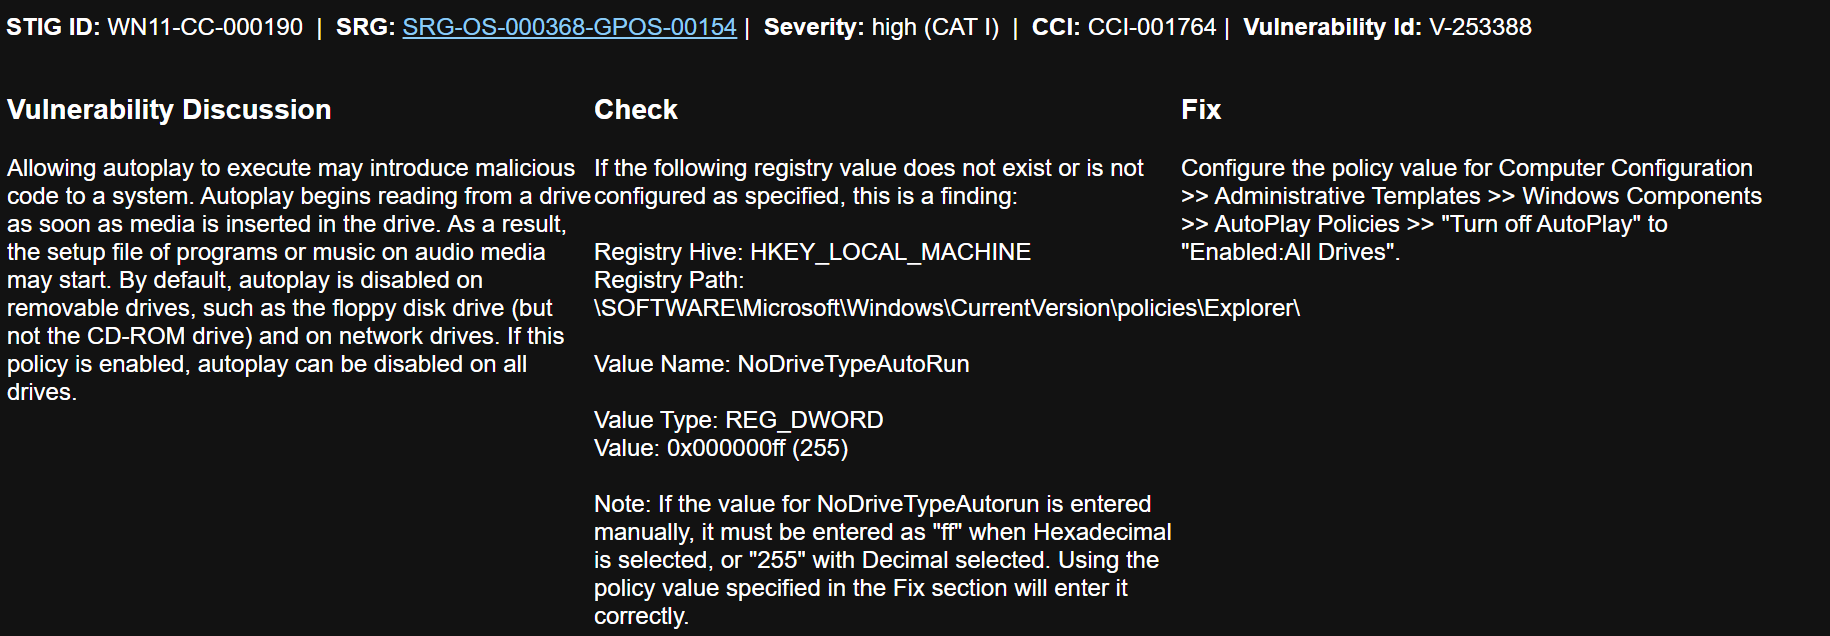 STIG ID: WN11-CC-000190 | SRG: SRG-OS-000368-GPOS-00154 | Severity: high (CAT I) | CCI: CCI-001764 | Vulnerability Id: V-253388
Vulnerability Discussion
Allowing autoplay to execute may introduce malicious
code to a system. Autoplay begins reading from a drive
as soon as media is inserted in the drive. As a result,
the setup file of programs or music on audio media
may start. By default, autoplay is disabled on
removable drives, such as the floppy disk drive (but
not the CD-ROM drive) and on network drives. If this
policy is enabled, autoplay can be disabled on all
drives.
Check
If the following registry value does not exist or is not
configured as specified, this is a finding:
Registry Hive: HKEY_LOCAL_MACHINE
Registry Path:
\SOFTWARE\Microsoft\Windows\CurrentVersion\policies\Explorer\
Value Name: NoDriveTypeAutoRun
Value Type: REG_DWORD
Value: 0x000000ff (255)
Note: If the value for NoDriveTypeAutorun is entered
manually, it must be entered as "ff" when Hexadecimal
is selected, or "255" with Decimal selected. Using the
policy value specified in the Fix section will enter it
correctly.
Fix
Configure the policy value for Computer Configuration
>> Administrative Templates >> Windows Components
>> AutoPlay Policies >> "Turn off AutoPlay" to
"Enabled:All Drives".